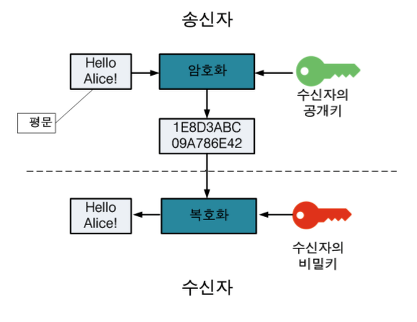 송신자
Hello
Alice!
암호화
수신자의
공개키
평문
1E8D3ABC
09A786E42
Hello
Alice!
복호화
수신자의
비밀키
수신자